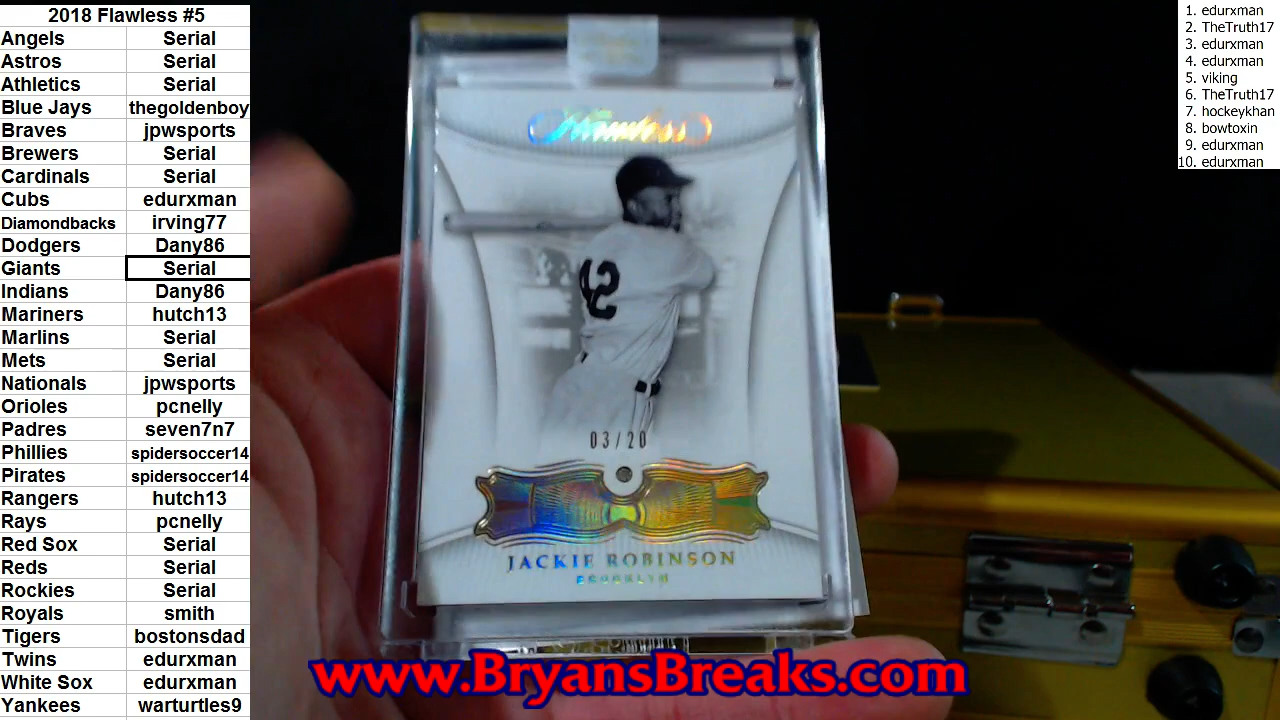 2018 Flawless #5
Angels Serial
Astros Serial
Athletics Serial
Blue Jays thegoldenboy
Braves jpwsports
Brewers Serial
Cardinals Serial
Cubs edurxman
Diamondbacks irving77
Dodgers Dany86
Giants Serial
Indians Dany86
Mariners hutch13
Marlins Serial
Mets Serial
Nationals jpwsports
Orioles pcnelly
Padres seven7n7
Phillies spidersoccer14
Pirates spidersoccer14
Rangers hutch13
Rays pcnelly
Red Sox Serial
Reds Serial
Rockies Serial
Royals smith
Tigers bostonsdad
Twins edurxman
White Sox edurxman
Yankees warturtles9
Flawless
42
03/20
JACKIE ROBINSON
BROOKLYN
www.BryansBreaks.com
1. edurxman
2. TheTruth17
3. edurxman
4. edurxman
5. viking
6. TheTruth17
7. hockeykhan
8. bowtoxin
9. edurxman
10. edurxman